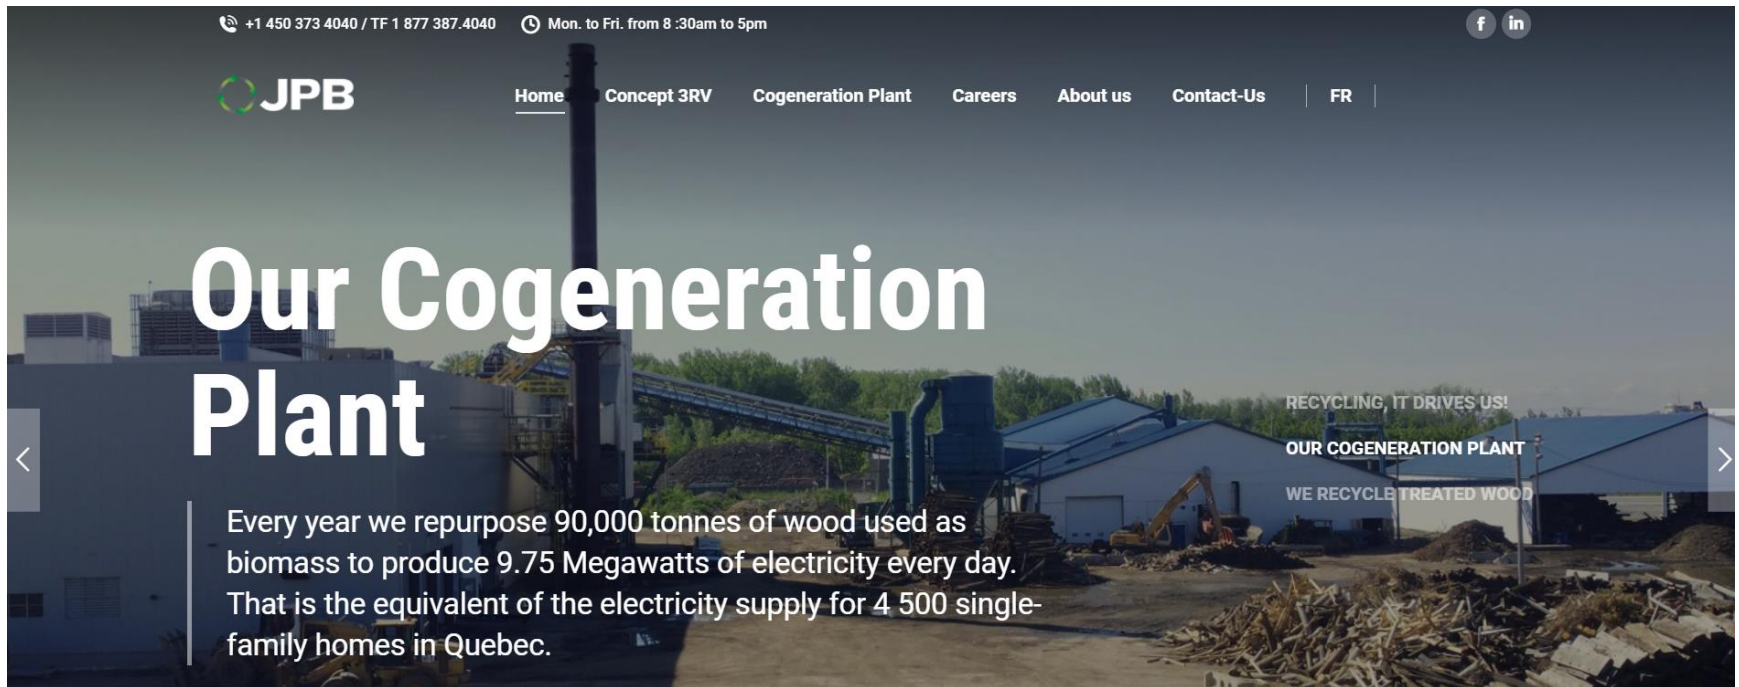 +1 450 373 4040 / TF 1 877 387.4040 Mon. to Fri. from 8 :30am to 5pm f in
JPB Home Concept 3RV Cogeneration Plant Careers About us Contact-Us FR
Our Cogeneration
Plant
RECYCLING, IT DRIVES US!
OUR COGENERATION PLANT
WE RECYCLE TREATED WOOD
Every year we repurpose 90,000 tonnes of wood used as
biomass to produce 9.75 Megawatts of electricity every day.
That is the equivalent of the electricity supply for 4 500 single-
family homes in Quebec.